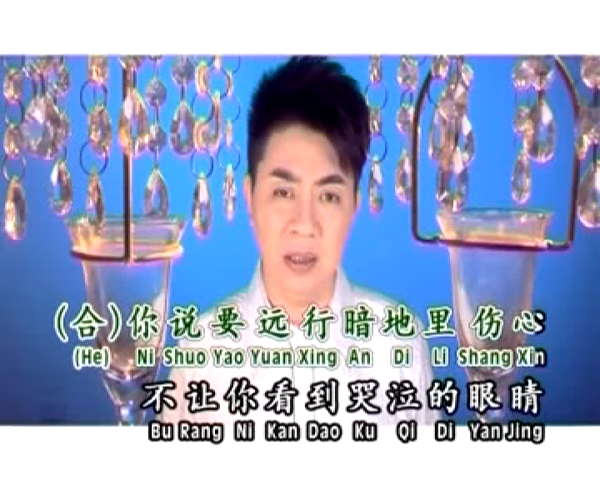 (合)你说要远行暗地里伤心
(He) Ni Shuo Yao Yuan Xing An Di Li Shang Xin
不让你看到哭泣的眼睛
Bu Rang Ni Kan Dao Ku Qi Di Yan Jing